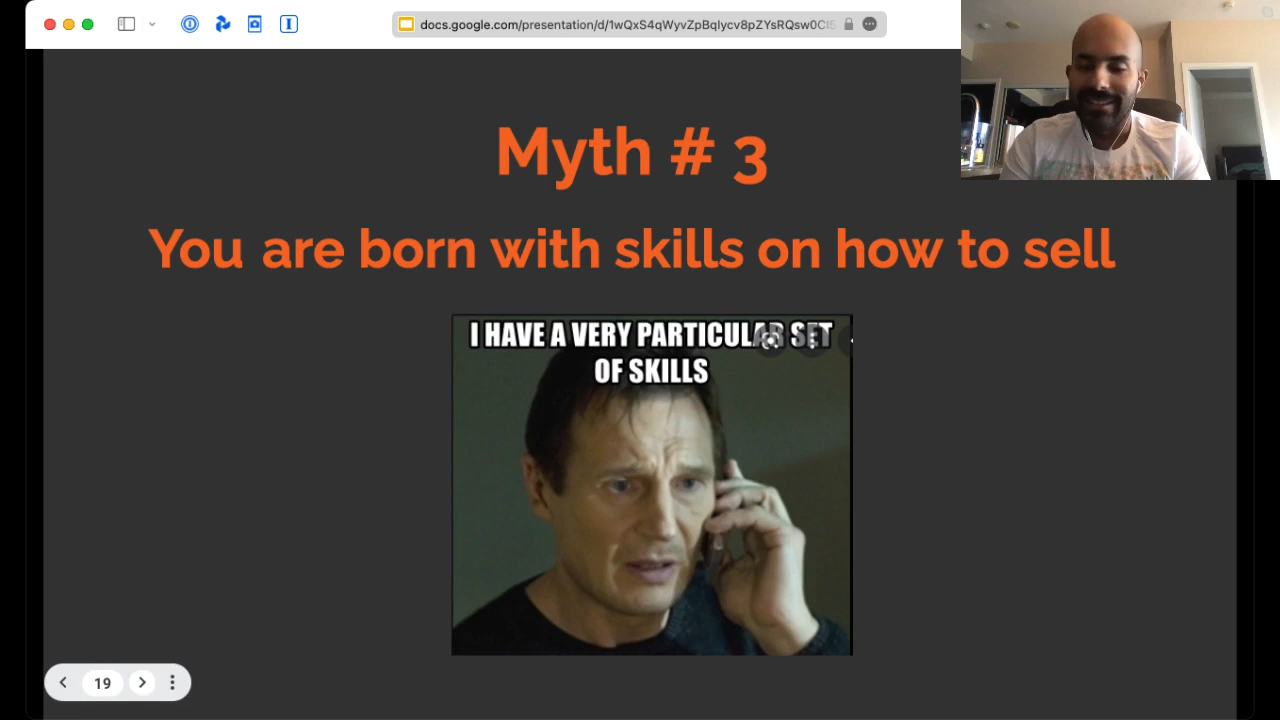 docs.google.com/presentation/d/1wQxS4qWyvZpBqlycv8pZYsRQsw0Cl5
Myth # 3
You are born with skills on how to sell
I HAVE A VERY PARTICULAR SET
OF SKILLS
19